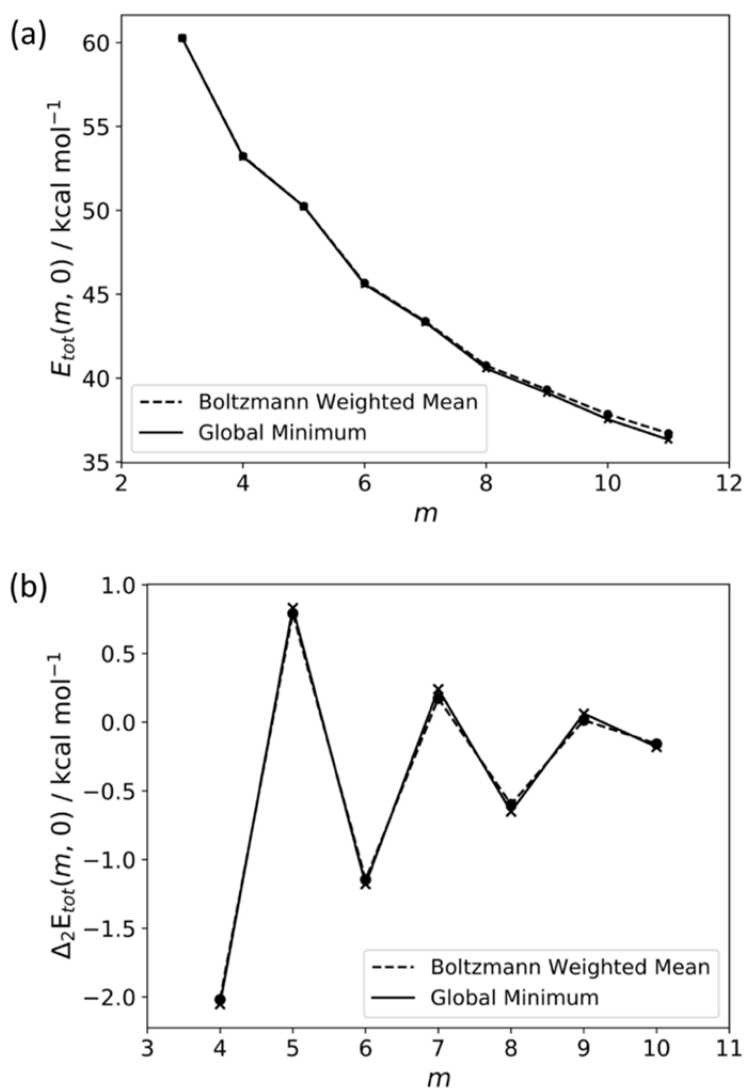 (a)
E_tot(m, 0) / kcal mol⁻¹
60
55
50
45
40
35
Boltzmann Weighted Mean
Global Minimum
2 4 6 8 10 12
m
(b)
Δ₂E_tot(m, 0) / kcal mol⁻¹
1.0
0.5
0.0
−0.5
−1.0
−1.5
−2.0
Boltzmann Weighted Mean
Global Minimum
3 4 5 6 7 8 9 10 11
m